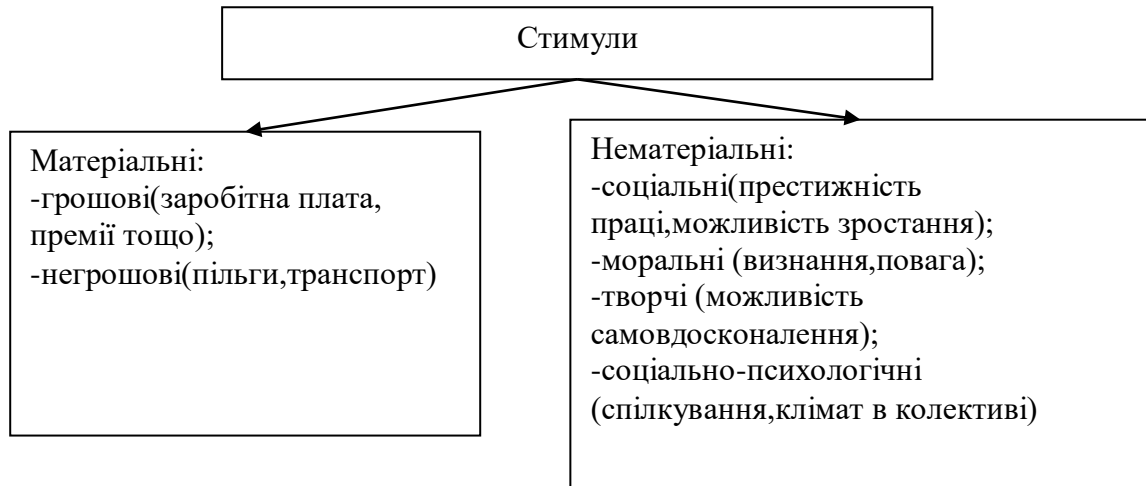 Стимули
Матеріальні:
-грошові(заробітна плата,
премії тощо);
-негрошові(пільги,транспорт)
Нематеріальні:
-соціальні(престижність
праці,можливість зростання);
-моральні (визнання,повага);
-творчі (можливість
самовдосконалення);
-соціально-психологічні
(спілкування,клімат в колективі)